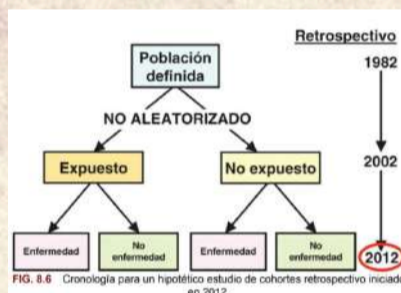 Retrospectivo
Población
definida
1982
NO ALEATORIZADO
Expuesto
No expuesto
2002
Enfermedad
No
enfermedad
Enfermedad
No
enfermedad
2012
FIG. 8.6 Cronología para un hipotético estudio de cohortes retrospectivo iniciado
en 2012